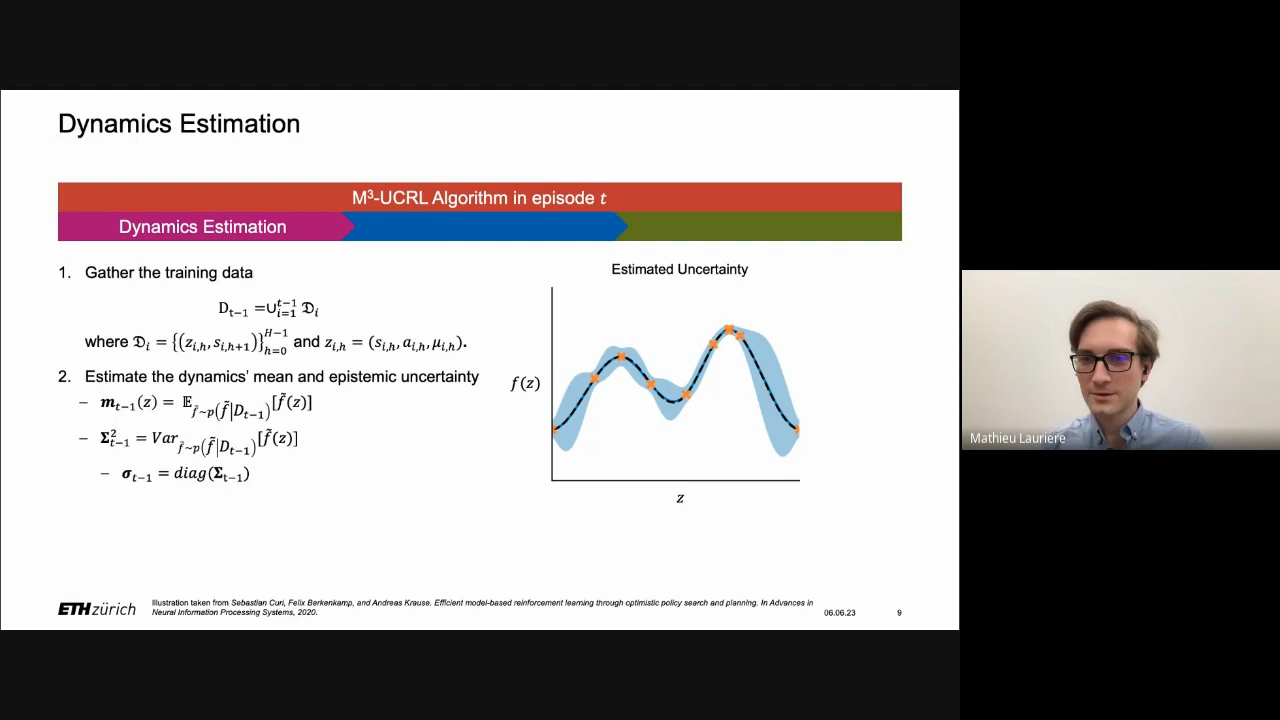 Dynamics Estimation
M³-UCRL Algorithm in episode t
Dynamics Estimation
1. Gather the training data
D_{t−1} =∪_{i=1}^{t−1} 𝔇_i
where 𝔇_i = {(z_{i,h}, s_{i,h+1})}_{h=0}^{H−1} and z_{i,h} = (s_{i,h}, a_{i,h}, μ_{i,h}).
2. Estimate the dynamics' mean and epistemic uncertainty
− m_{t−1}(z) = 𝔼_{f̃~p(f̃|D_{t−1})}[f̃(z)]
− Σ²_{t−1} = Var_{f̃~p(f̃|D_{t−1})}[f̃(z)]
− σ_{t−1} = diag(Σ_{t−1})
Estimated Uncertainty
f(z)
z
ETH zürich
Illustration taken from Sebastian Curi, Felix Berkenkamp, and Andreas Krause. Efficient model-based reinforcement learning through optimistic policy search and planning. In Advances in
Neural Information Processing Systems, 2020.
06.06.23
9
Mathieu Lauriere